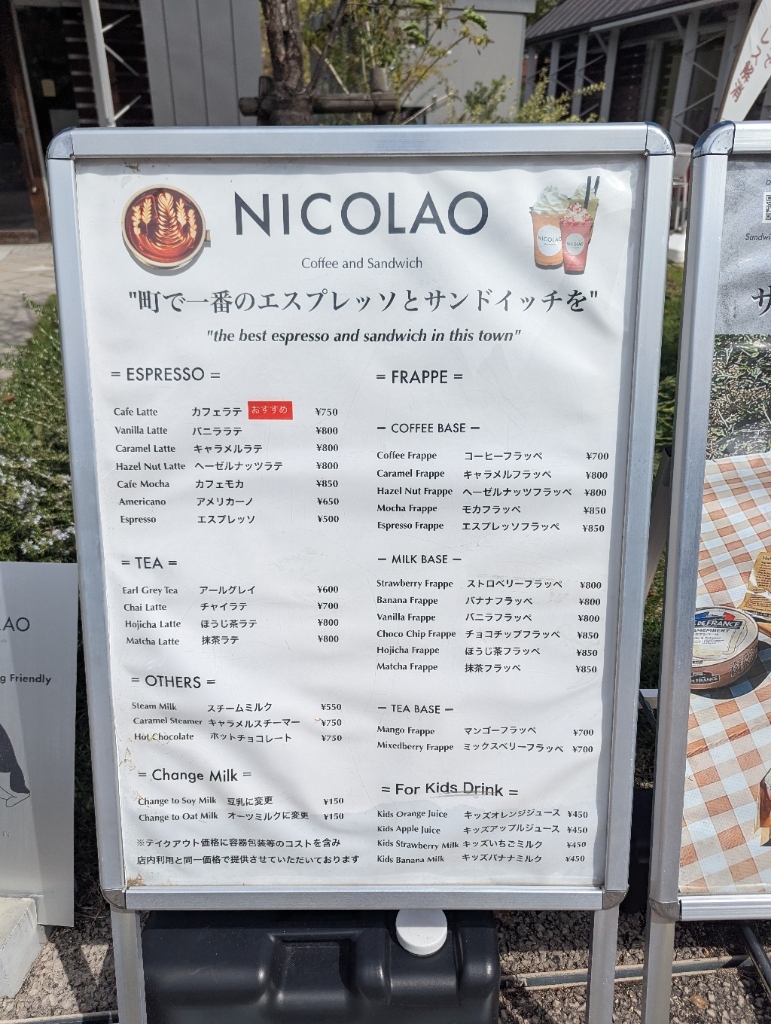 NICOLAO
Coffee and Sandwich
"町で一番のエスプレッソとサンドイッチを"
"the best espresso and sandwich in this town"
= ESPRESSO =
Cafe Latte カフェラテ おすすめ ¥750
Vanilla Latte バニララテ ¥800
Caramel Latte キャラメルラテ ¥800
Hazel Nut Latte ヘーゼルナッツラテ ¥800
Cafe Mocha カフェモカ ¥850
Americano アメリカーノ ¥650
Espresso エスプレッソ ¥500
= TEA =
Earl Grey Tea アールグレイ ¥600
Chai Latte チャイラテ ¥700
Hojicha Latte ほうじ茶ラテ ¥800
Matcha Latte 抹茶ラテ ¥800
= OTHERS =
Steam Milk スチームミルク ¥550
Caramel Steamer キャラメルスチーマー ¥750
Hot Chocolate ホットチョコレート ¥750
= Change Milk =
Change to Soy Milk 豆乳に変更 ¥150
Change to Oat Milk オーツミルクに変更 ¥150
※テイクアウト価格に容器包装等のコストを含み
店内利用と同一価格で提供させていただいております
= FRAPPE =
– COFFEE BASE –
Coffee Frappe コーヒーフラッペ ¥700
Caramel Frappe キャラメルフラッペ ¥800
Hazel Nut Frappe ヘーゼルナッツフラッペ ¥800
Mocha Frappe モカフラッペ ¥850
Espresso Frappe エスプレッソフラッペ ¥850
– MILK BASE –
Strawberry Frappe ストロベリーフラッペ ¥800
Banana Frappe バナナフラッペ ¥800
Vanilla Frappe バニラフラッペ ¥800
Choco Chip Frappe チョコチップフラッペ ¥850
Hojicha Frappe ほうじ茶フラッペ ¥850
Matcha Frappe 抹茶フラッペ ¥850
– TEA BASE –
Mango Frappe マンゴーフラッペ ¥700
Mixedberry Frappe ミックスベリーフラッペ ¥700
= For Kids Drink =
Kids Orange Juice キッズオレンジジュース ¥450
Kids Apple Juice キッズアップルジュース ¥450
Kids Strawberry Milk キッズいちごミルク ¥450
Kids Banana Milk キッズバナナミルク ¥450
NICOLAO
NICOLAO
LAO
g Friendly
Sandwi
サ
DE FRANCE